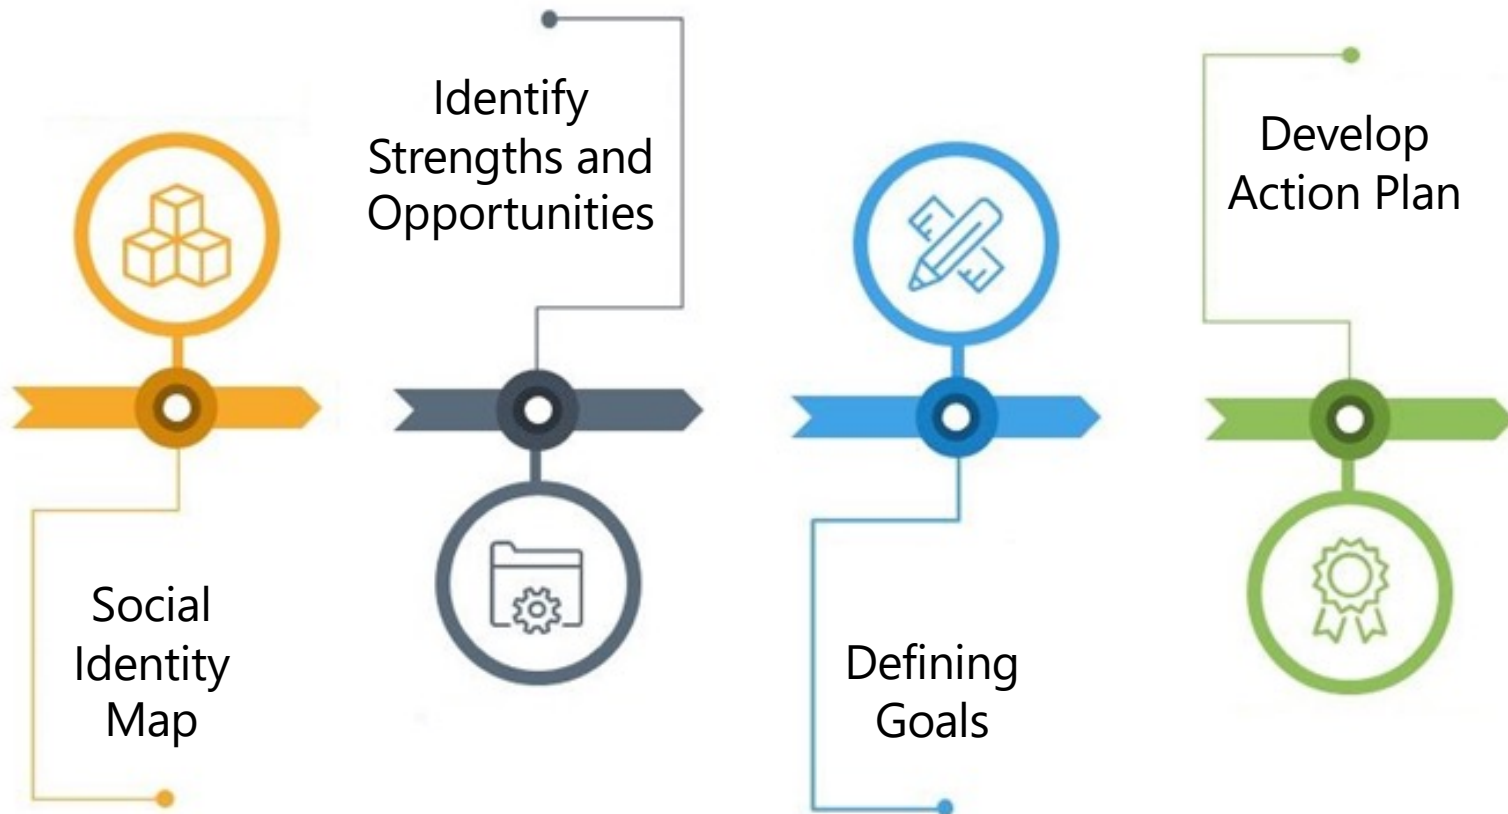 Social
Identity
Map
Identify
Strengths and
Opportunities
Defining
Goals
Develop
Action Plan